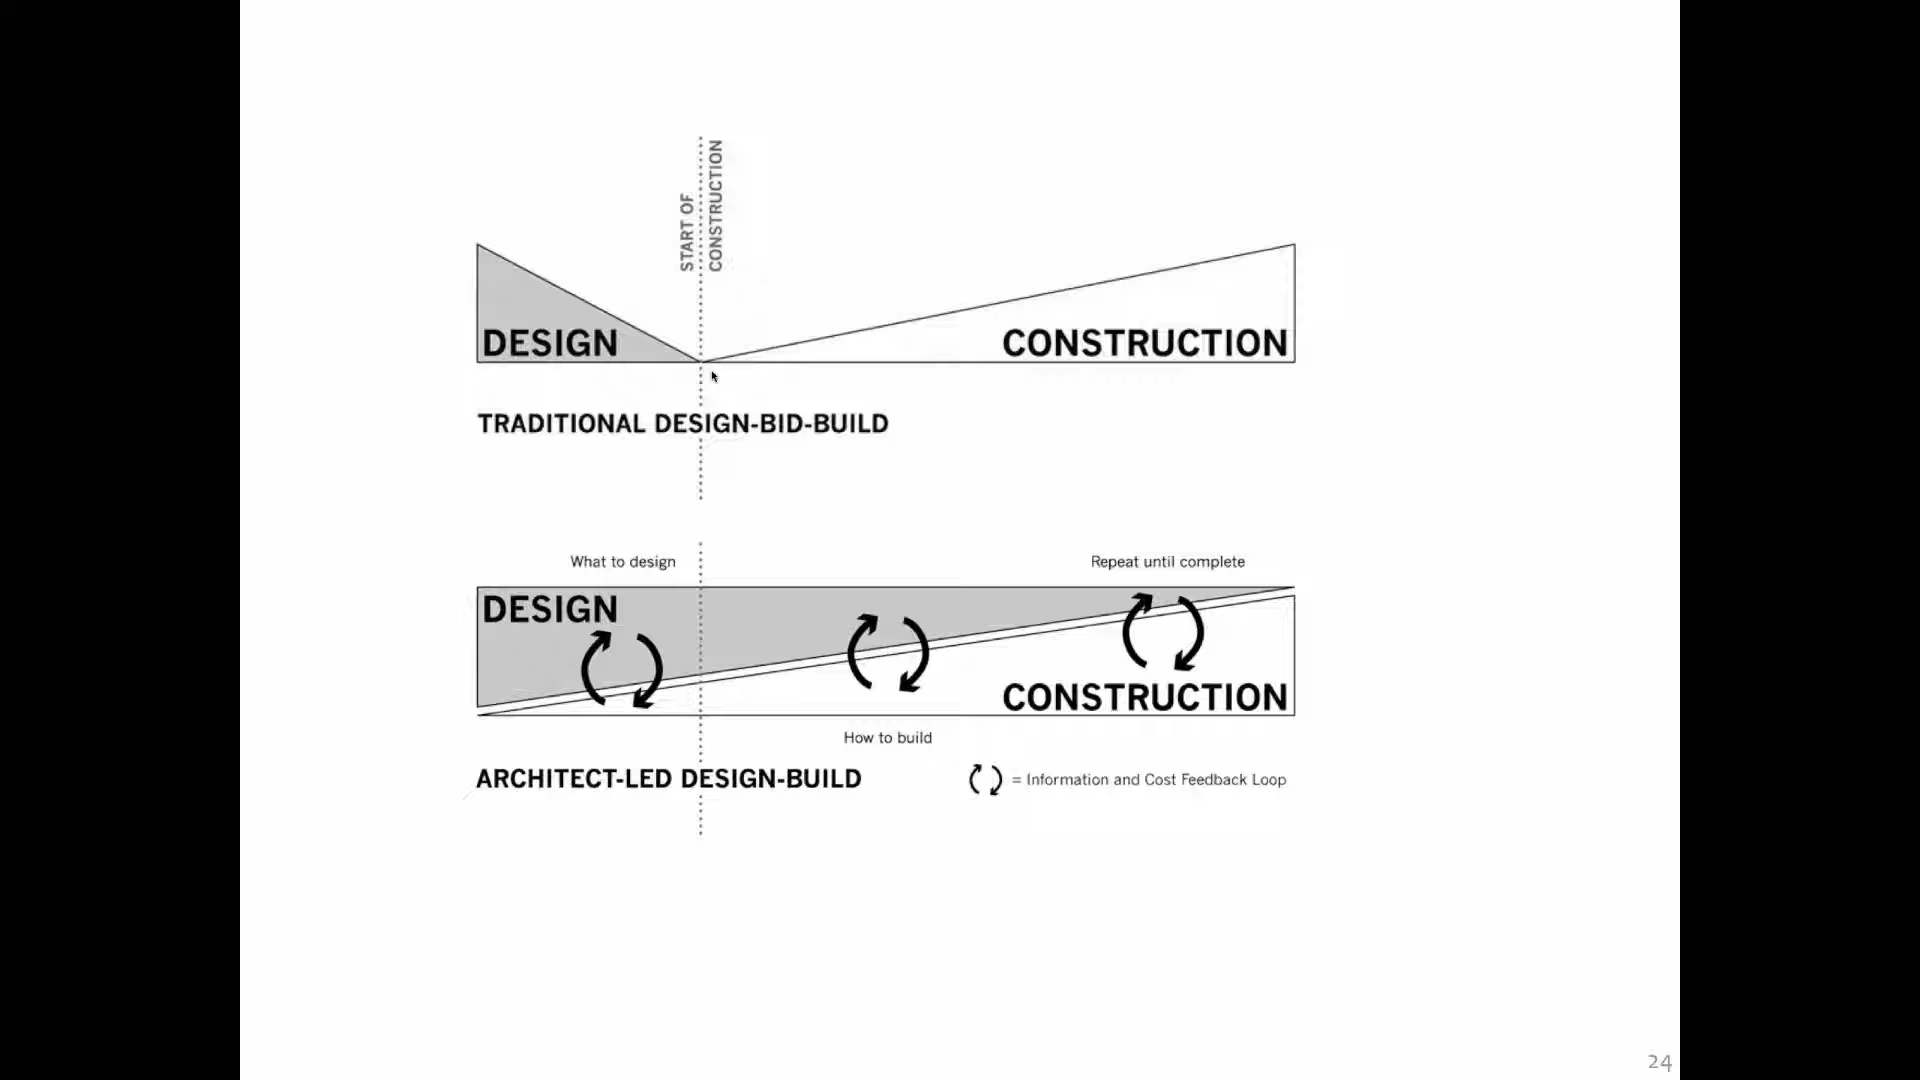 START OF
CONSTRUCTION
DESIGN
CONSTRUCTION
TRADITIONAL DESIGN-BID-BUILD
What to design
Repeat until complete
DESIGN
CONSTRUCTION
How to build
ARCHITECT-LED DESIGN-BUILD
= Information and Cost Feedback Loop
24